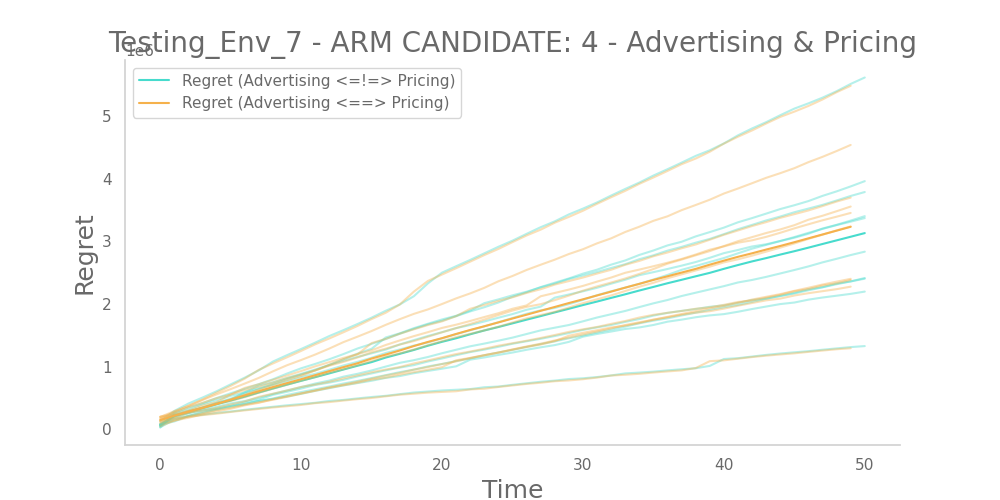 Testing_Env_7 - ARM CANDIDATE: 4 - Advertising & Pricing
1e6
Regret (Advertising <=!=> Pricing)
Regret (Advertising <==> Pricing)
5
4
3
2
1
0
Regret
0 10 20 30 40 50
Time